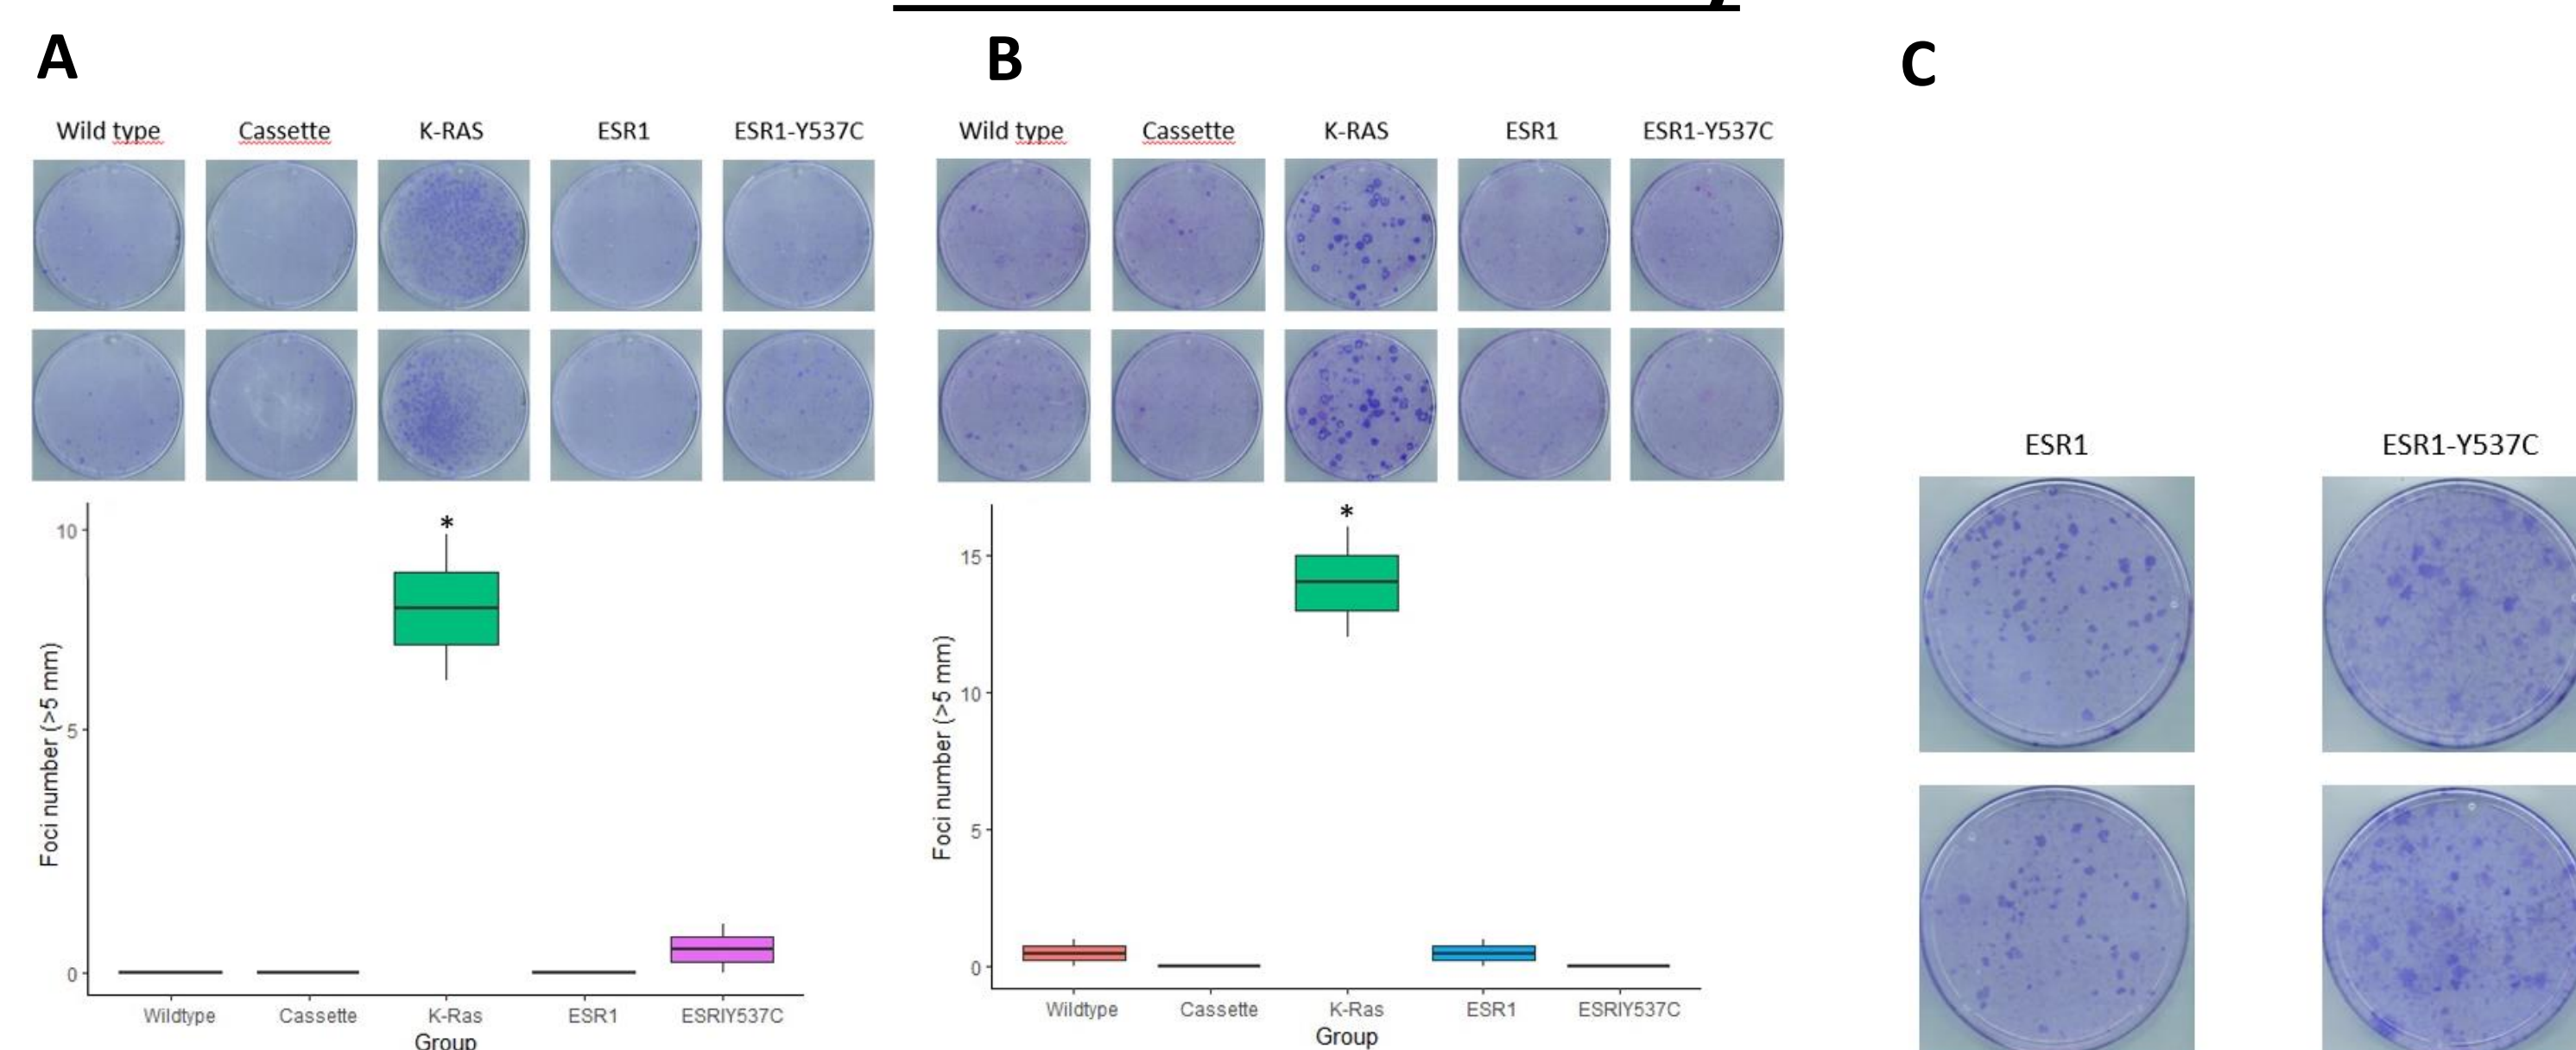 A
B
C
Wild type Cassette K-RAS ESR1 ESR1-Y537C
Wild type Cassette K-RAS ESR1 ESR1-Y537C
ESR1 ESR1-Y537C
Foci number (>5 mm)
10
5
0
*
Wildtype Cassette K-Ras ESR1 ESRIY537C
Group
Foci number (>5 mm)
15
10
5
0
*
Wildtype Cassette K-Ras ESR1 ESRIY537C
Group